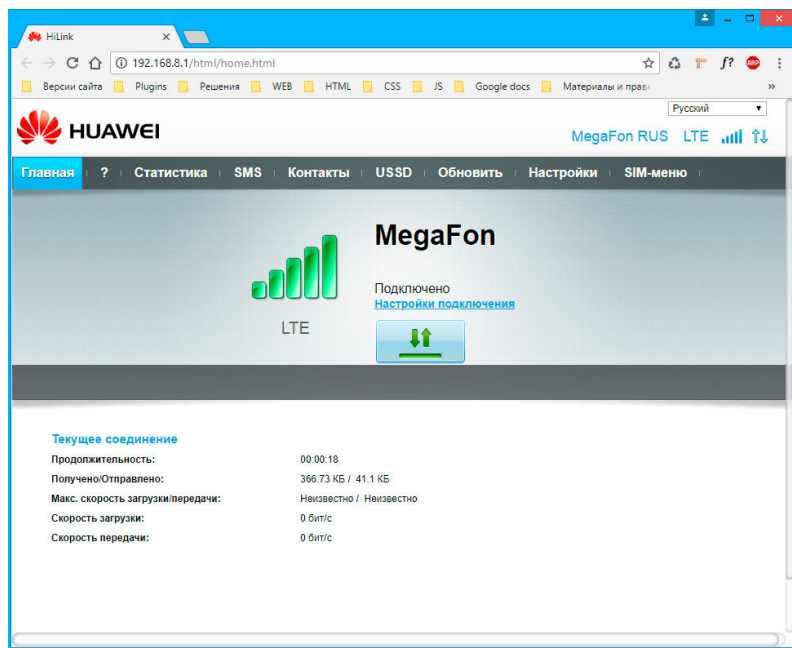 HiLink
192.168.8.1/html/home.html
f?
ABP
Версии сайта Plugins Решения WEB HTML CSS JS Google docs Материалы и прав
»
Русский
HUAWEI
MegaFon RUS LTE
Главная ? Статистика SMS Контакты USSD Обновить Настройки SIM-меню
MegaFon
Подключено
Настройки подключения
LTE
Текущее соединение
Продолжительность: 00:00:18
Получено/Отправлено: 366.73 КБ / 41.1 КБ
Макс. скорость загрузки/передачи: Неизвестно / Неизвестно
Скорость загрузки: 0 бит/с
Скорость передачи: 0 бит/с